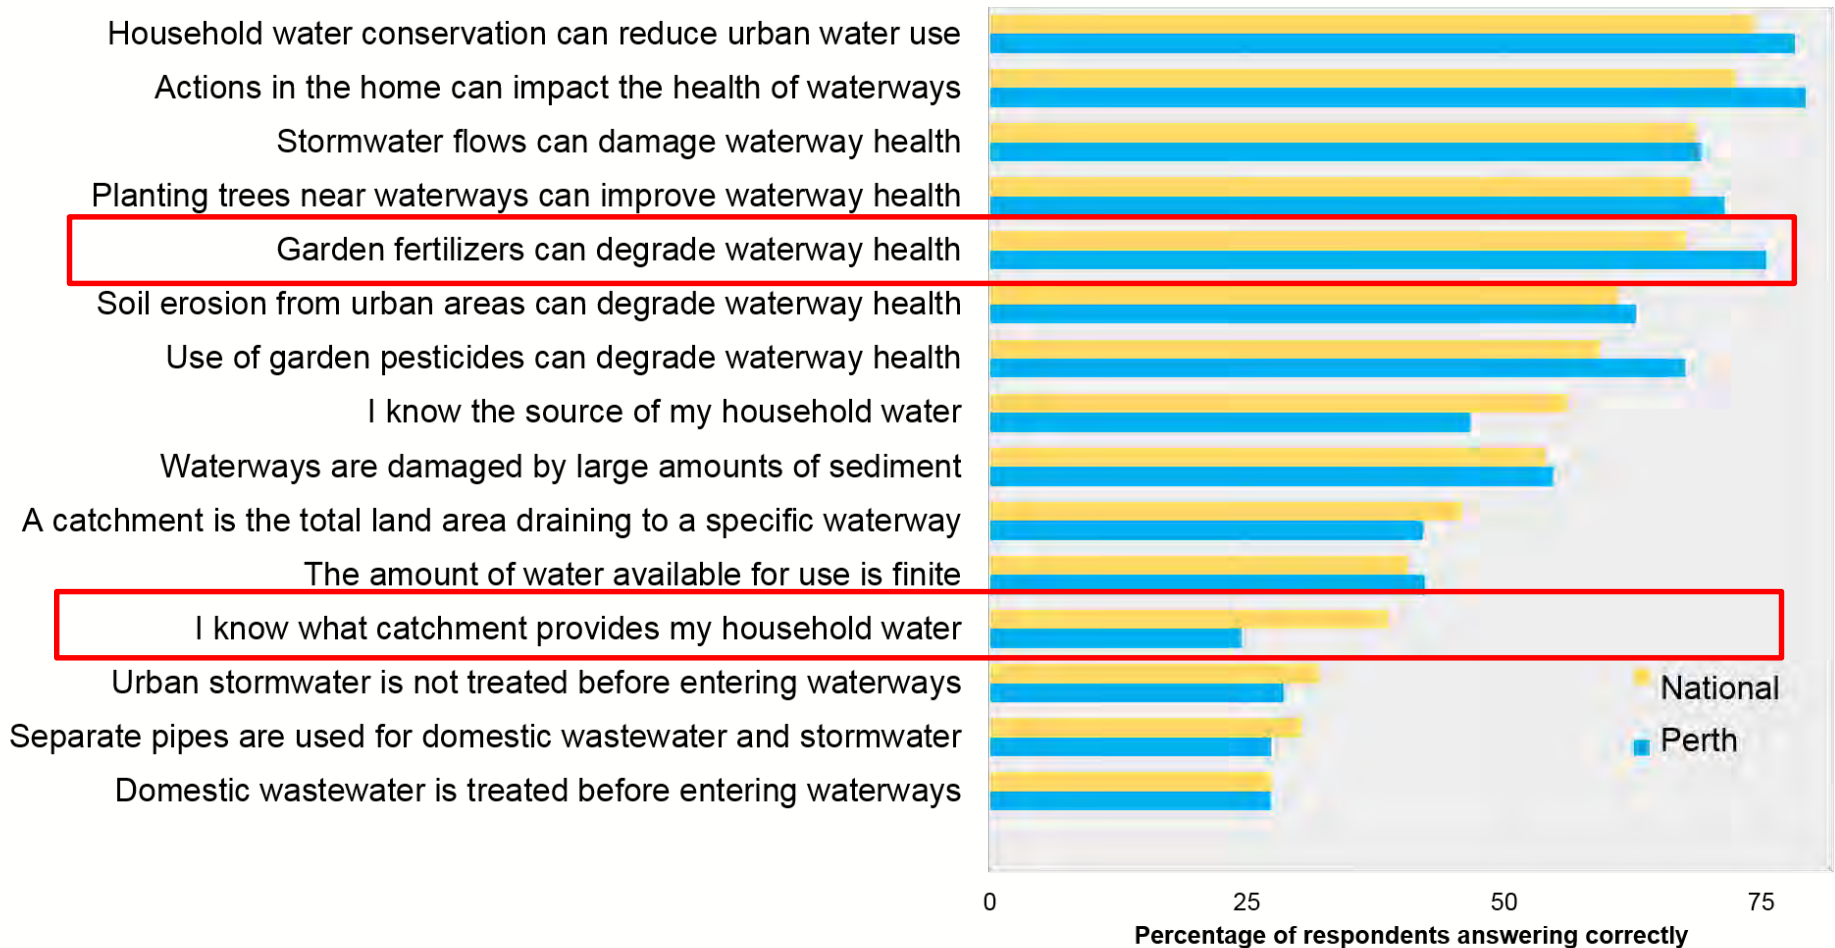 Household water conservation can reduce urban water use
Actions in the home can impact the health of waterways
Stormwater flows can damage waterway health
Planting trees near waterways can improve waterway health
Garden fertilizers can degrade waterway health
Soil erosion from urban areas can degrade waterway health
Use of garden pesticides can degrade waterway health
I know the source of my household water
Waterways are damaged by large amounts of sediment
A catchment is the total land area draining to a specific waterway
The amount of water available for use is finite
I know what catchment provides my household water
Urban stormwater is not treated before entering waterways
Separate pipes are used for domestic wastewater and stormwater
Domestic wastewater is treated before entering waterways
National
Perth
0 25 50 75
Percentage of respondents answering correctly